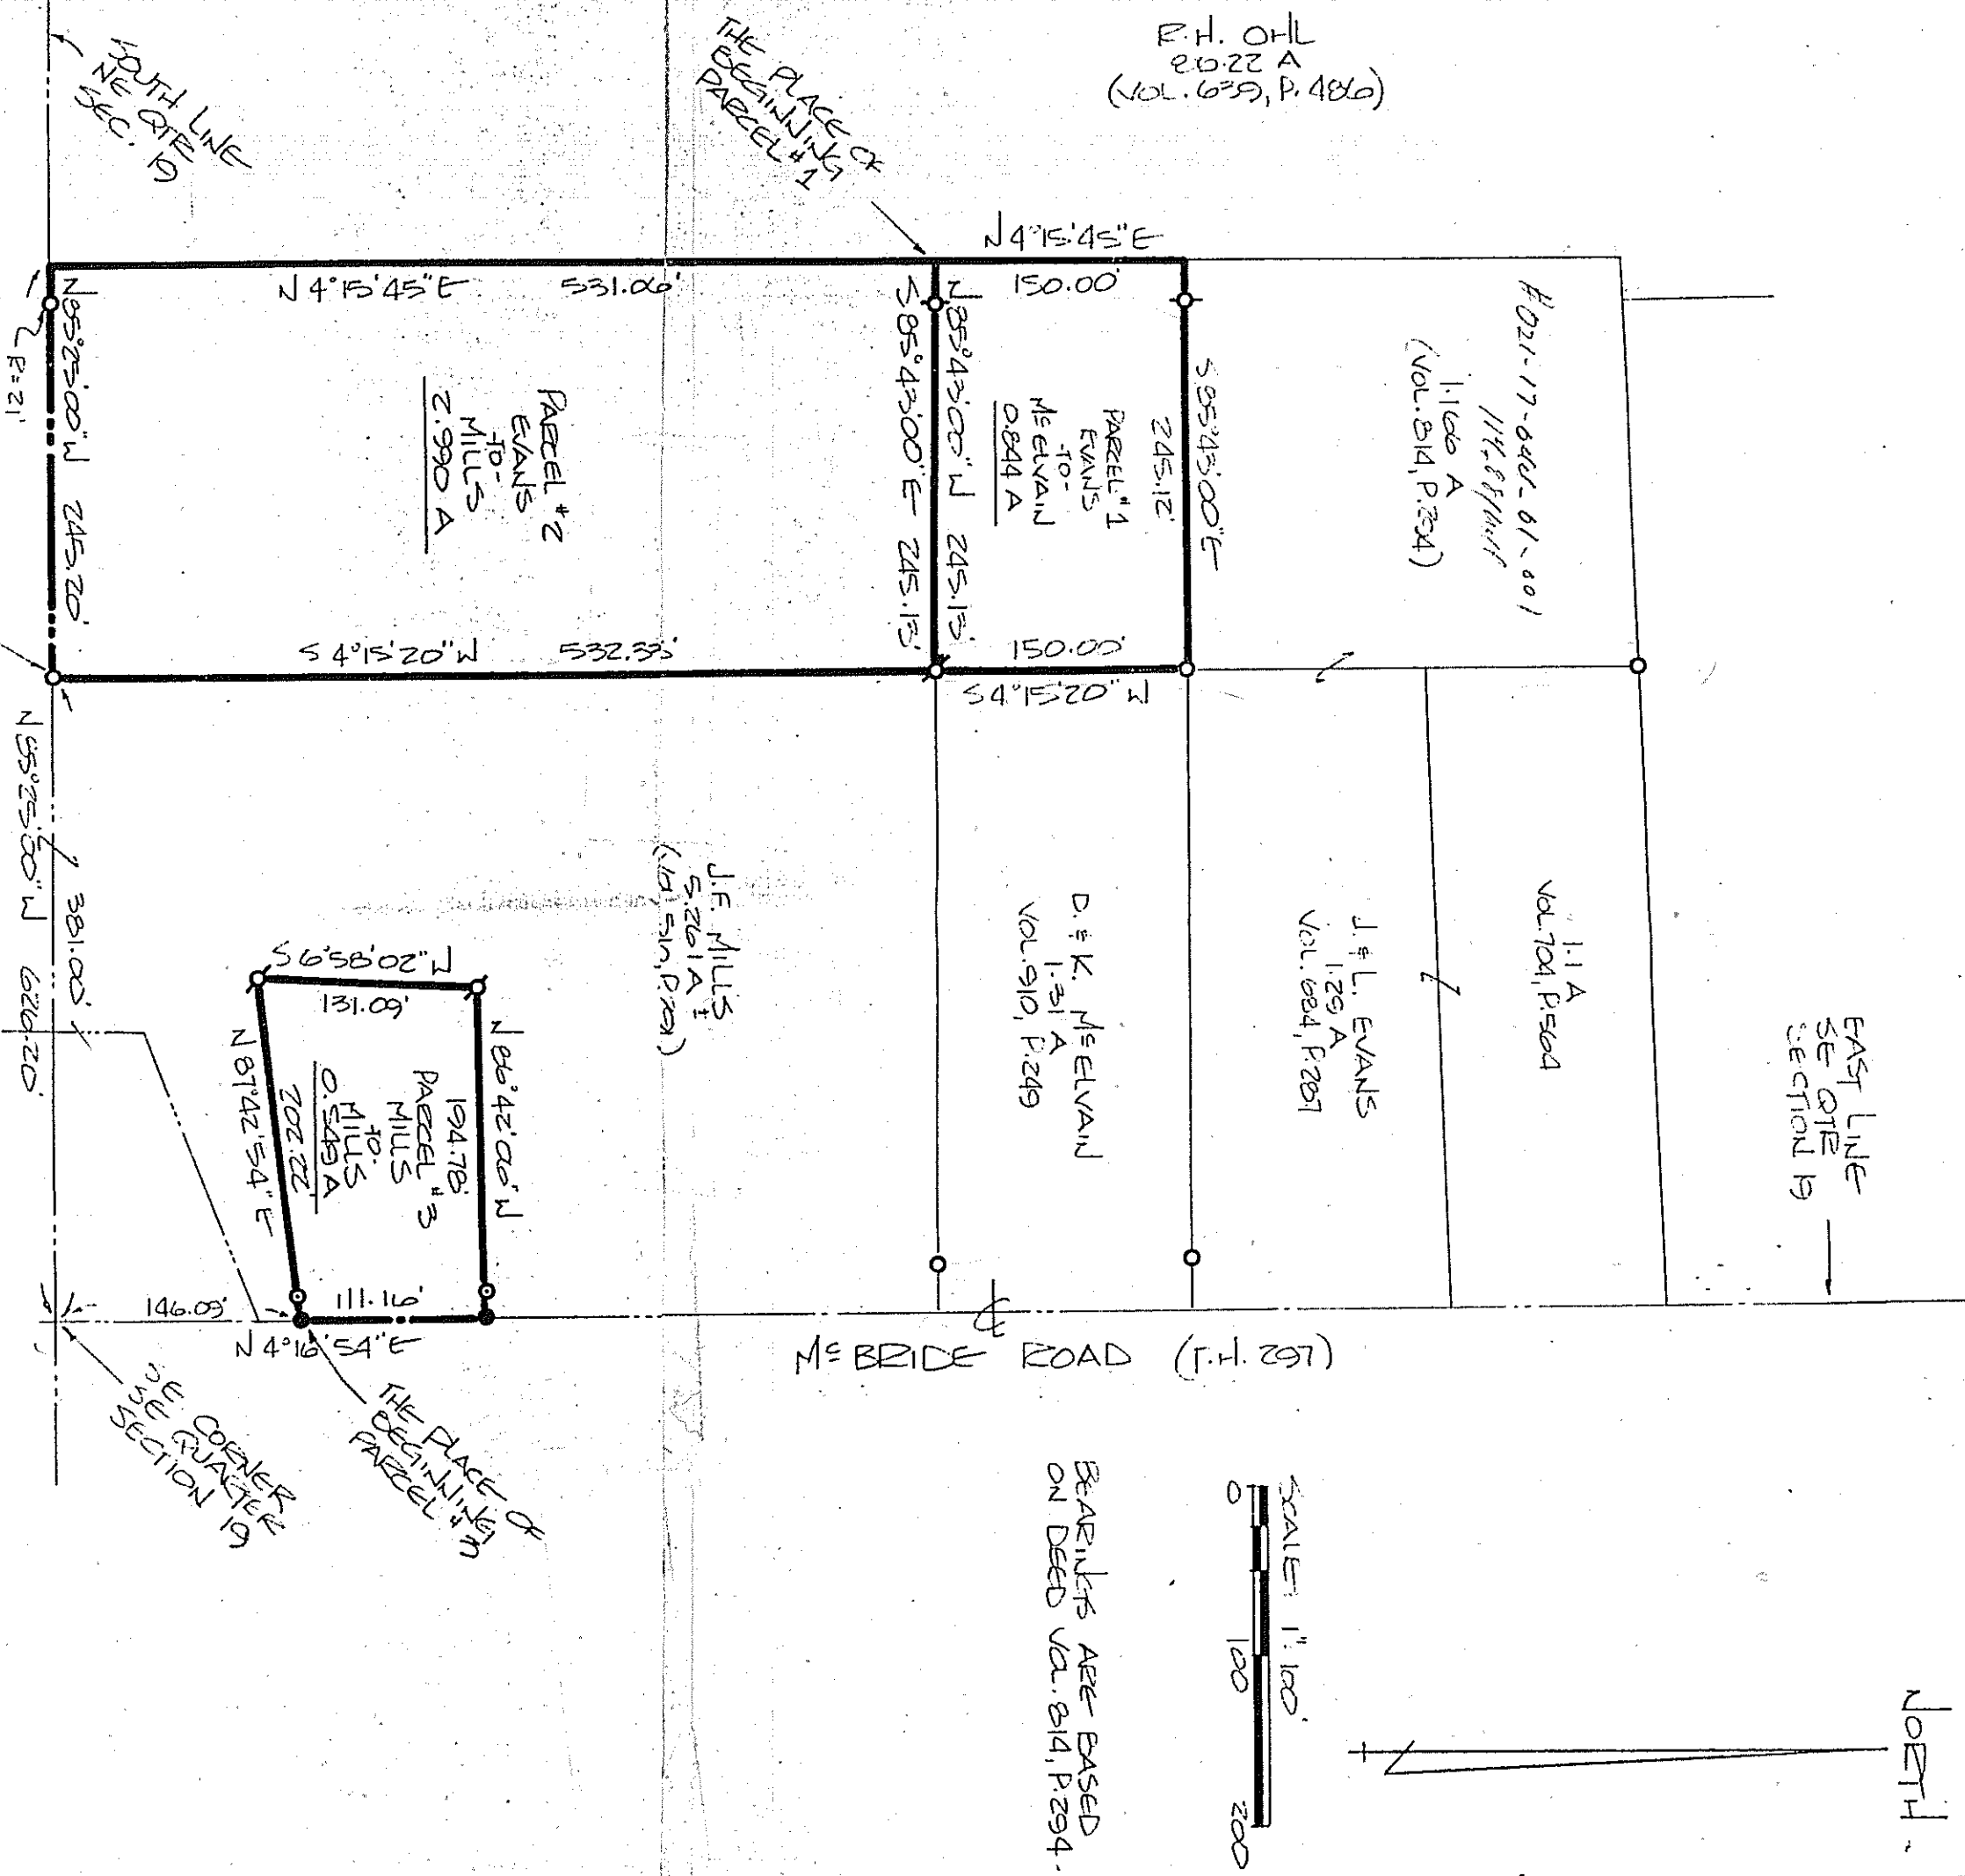 R.H. OHL
20.22 A
(VOL. 639, P. 486)
SOUTH LINE
NE QTR
SEC. 19
THE PLACE OF
BEGINNING
PARCEL #1
N 4°15'45" E
150.00'
N 4°15'45" E 531.06'
S 85°43'00" E
245.12'
PARCEL #1
EVANS
-TO-
McELVAIN
0.844 A
N 85°43'00" W 245.13'
S 85°43'00" E 245.13'
PARCEL #2
EVANS
-TO-
MILLS
2.990 A
N 85°25'00" W 245.20'
R=21'
150.00'
S 4°15'20" W
S 4°15'20" W 532.33'
#021-17-
1.166 A
(VOL. 814, P. 294)
1.1 A
VOL. 704, P. 564
J. & L. EVANS
1.29 A
VOL. 684, P. 287
D. & K. McELVAIN
1.31 A
VOL. 910, P. 249
J.F. MILLS
5.261 A ±
EAST LINE
SE QTR
SECTION 19
N 85°25'00" W 626.20'
381.00'
S 6°58'02" W
131.09'
N 86°42'06" W
194.78'
PARCEL #3
MILLS
-TO-
MILLS
0.549 A
202.22'
N 87°42'54" E
146.09'
111.16'
N 4°16'54" E
McBRIDE ROAD (T.H. 297)
SE CORNER
SE QUARTER
SECTION 19
THE PLACE OF
BEGINNING
PARCEL #3
SCALE: 1": 100'
0 100 200
BEARINGS ARE BASED
ON DEED VOL. 814, P. 294.
NORTH.